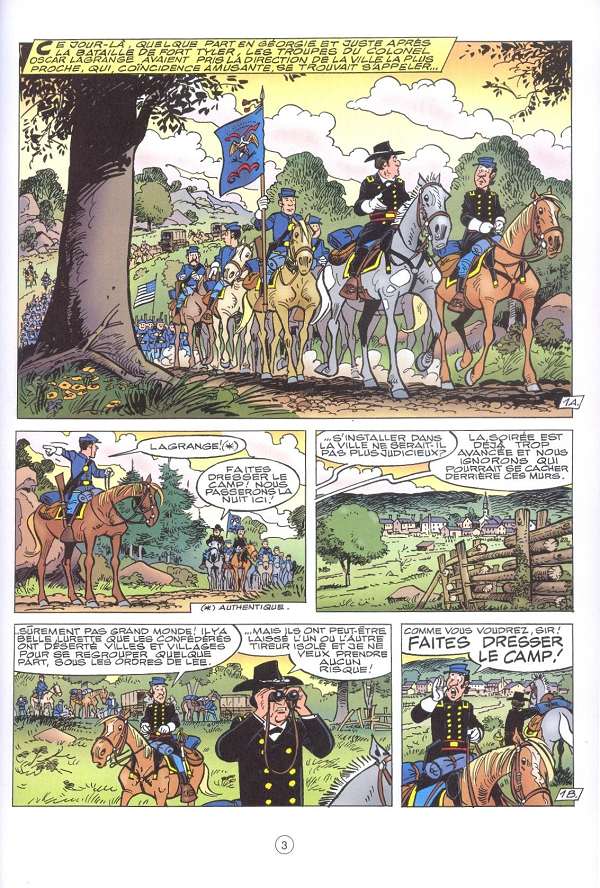 CE JOUR-LÀ, QUELQUE PART EN GÉORGIE ET JUSTE APRÈS
LA BATAILLE DE FORT TYLER, LES TROUPES DU COLONEL
OSCAR LAGRANGE AVAIENT PRIS LA DIRECTION DE LA VILLE LA PLUS
PROCHE, QUI, COÏNCIDENCE AMUSANTE, SE TROUVAIT S'APPELER...
1A.
LAGRANGE! (*)
FAITES
DRESSER LE
CAMP! NOUS
PASSERONS LA
NUIT ICI!
(*) AUTHENTIQUE.
...S'INSTALLER DANS
LA VILLE NE SERAIT-IL
PAS PLUS JUDICIEUX?
LA SOIRÉE EST
DÉJÀ TROP
AVANCÉE ET NOUS
IGNORONS QUI
POURRAIT SE CACHER
DERRIÈRE CES MURS.
SÛREMENT PAS GRAND MONDE! IL Y A
BELLE LURETTE QUE LES CONFÉDÉRÉS
ONT DÉSERTÉ VILLES ET VILLAGES
POUR SE REGROUPER QUELQUE
PART, SOUS LES ORDRES DE LEE.
...MAIS ILS ONT PEUT-ÊTRE
LAISSÉ L'UN OU L'AUTRE
TIREUR ISOLÉ ET JE NE
VEUX PRENDRE
AUCUN
RISQUE!
COMME VOUS VOUDREZ, SIR!
FAITES DRESSER
LE CAMP!
1B.
3